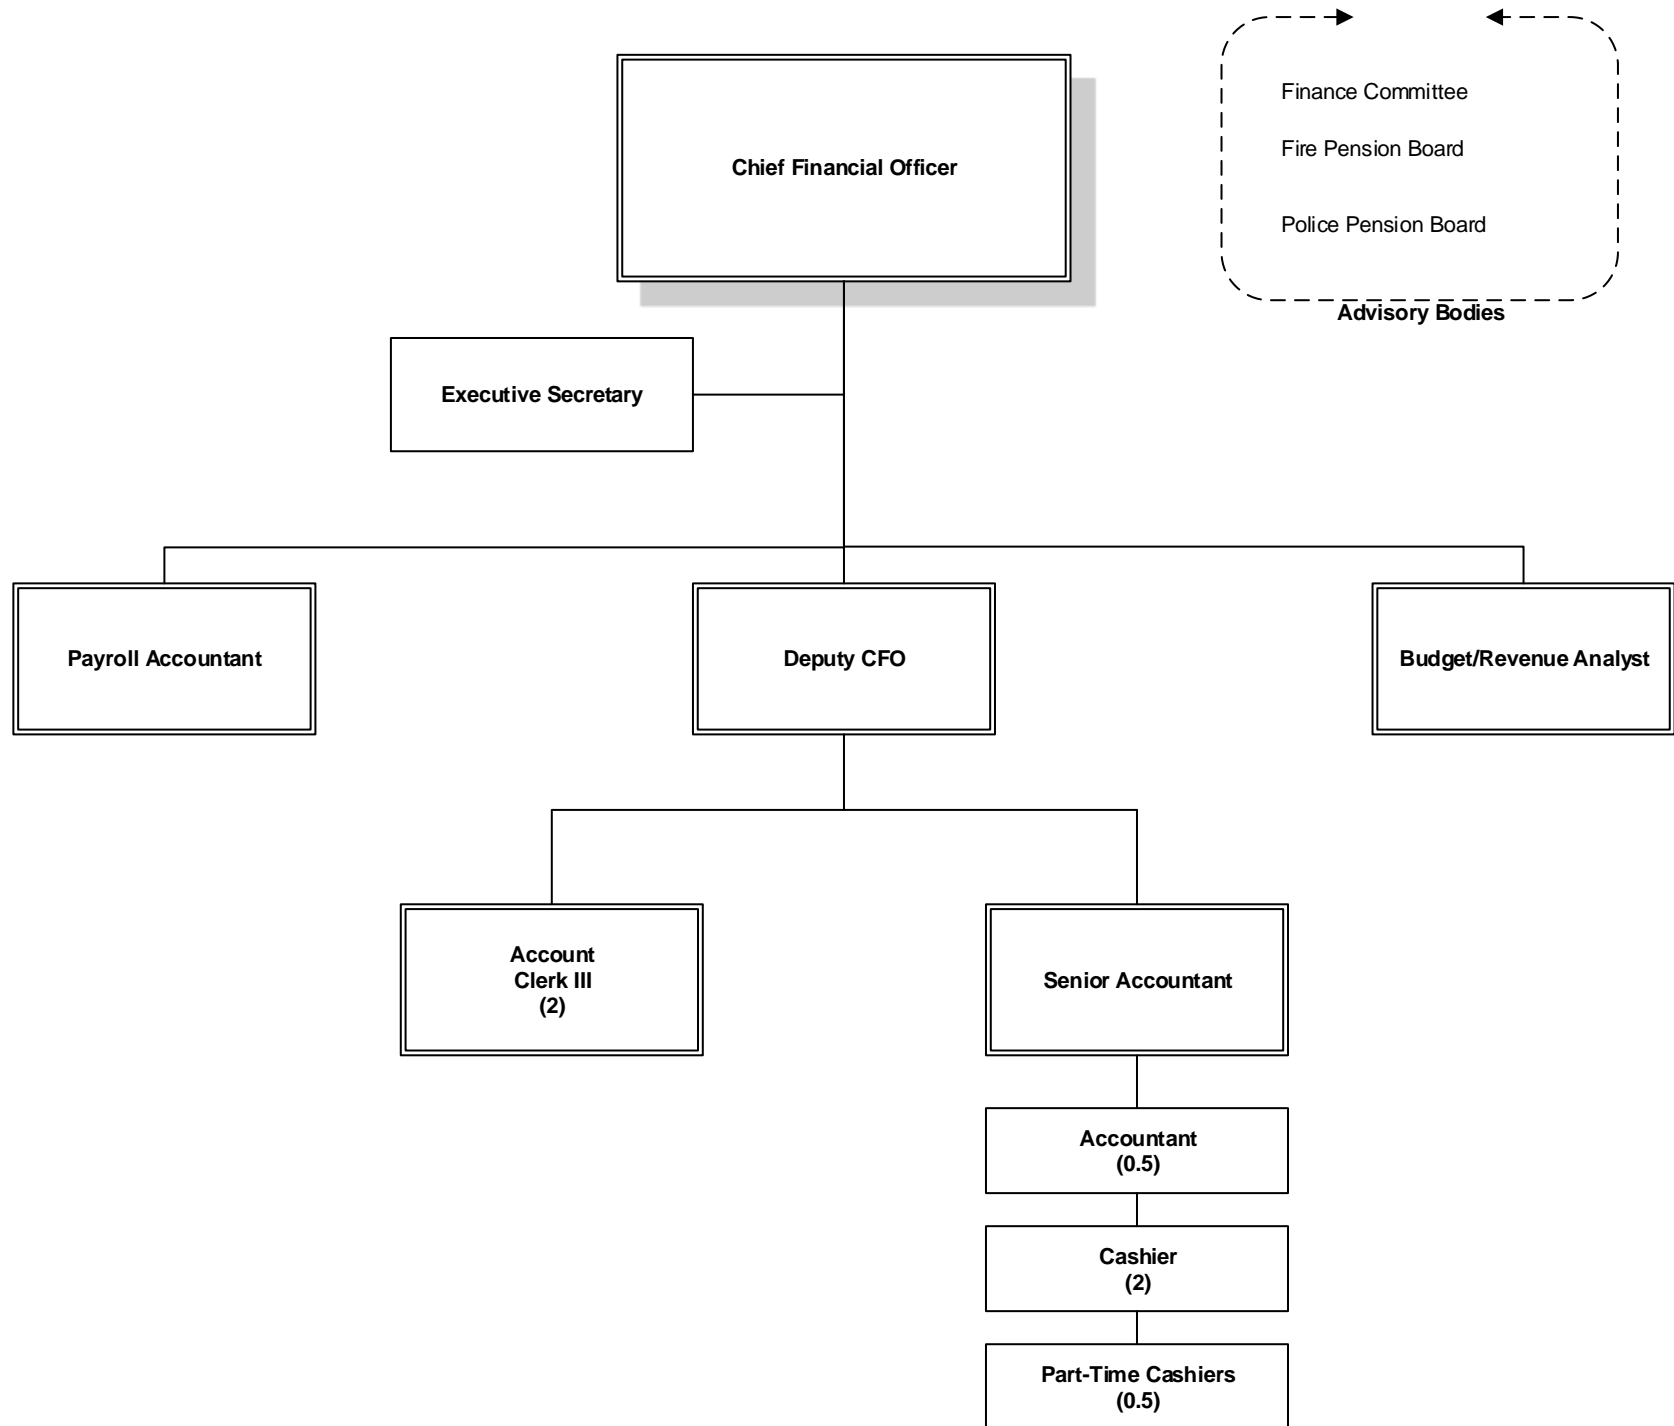 Finance Committee
Fire Pension Board
Chief Financial Officer
Police Pension Board
Advisory Bodies
Executive Secretary
Payroll Accountant
Deputy CFO
Budget/Revenue Analyst
Account
Clerk III
(2)
Senior Accountant
Accountant
(0.5)
Cashier
(2)
Part-Time Cashiers
(0.5)